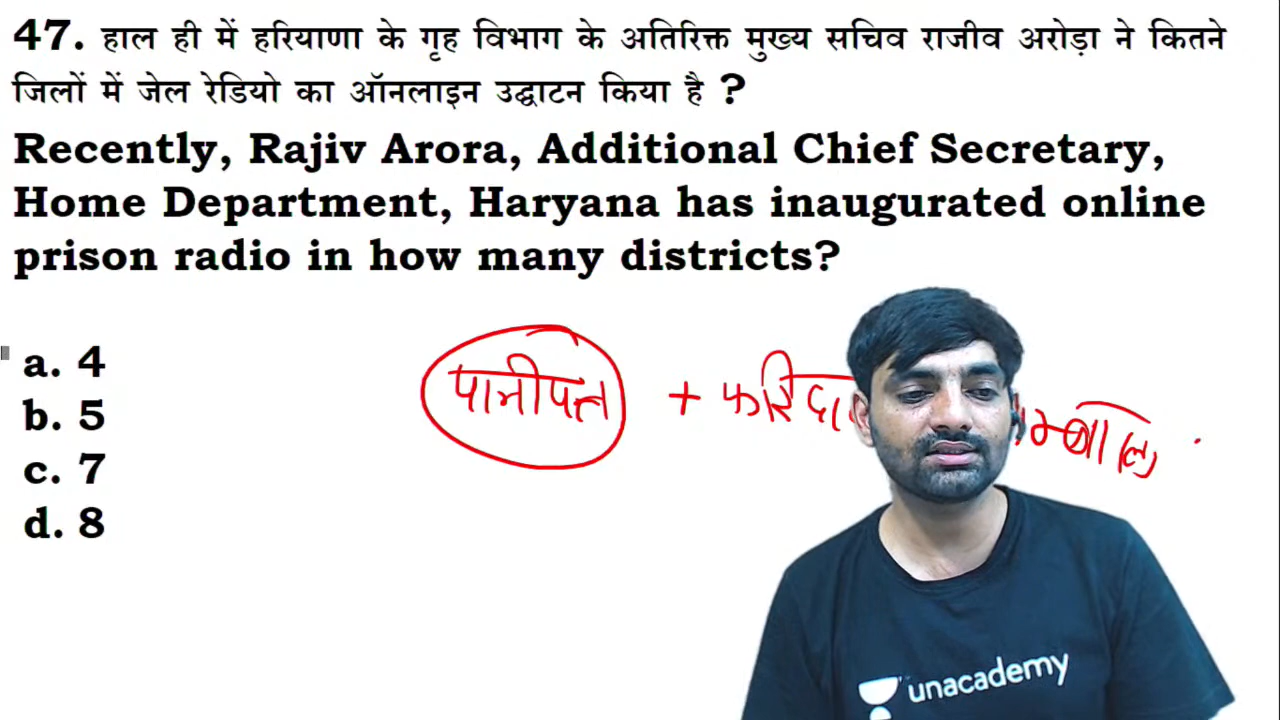 47. हाल ही में हरियाणा के गृह विभाग के अतिरिक्त मुख्य सचिव राजीव अरोड़ा ने कितने
जिलों में जेल रेडियो का ऑनलाइन उद्घाटन किया है ?
Recently, Rajiv Arora, Additional Chief Secretary,
Home Department, Haryana has inaugurated online
prison radio in how many districts?
a. 4
b. 5
c. 7
d. 8
पानीपत +
unacademy